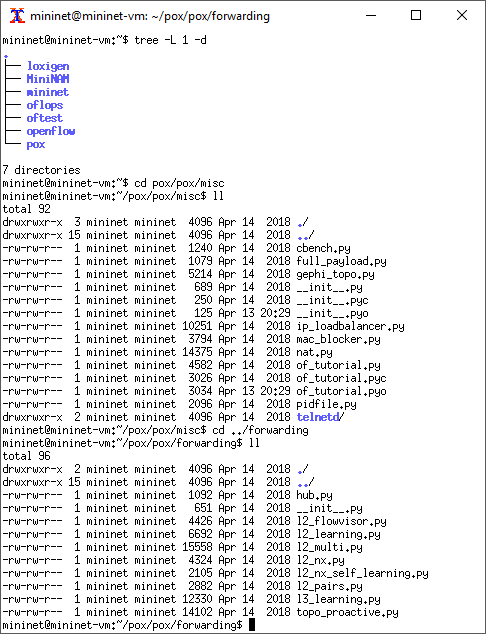 mininet@mininet-vm: ~/pox/pox/forwarding
mininet@mininet-vm:~$ tree -L 1 -d
.
├── loxigen
├── MiniNAM
├── mininet
├── oflops
├── oftest
├── openflow
└── pox

7 directories
mininet@mininet-vm:~$ cd pox/pox/misc
mininet@mininet-vm:~/pox/pox/misc$ ll
total 92
drwxrwxr-x  3 mininet mininet  4096 Apr 14  2018 ./
drwxrwxr-x 15 mininet mininet  4096 Apr 14  2018 ../
-rw-rw-r--  1 mininet mininet  1240 Apr 14  2018 cbench.py
-rw-rw-r--  1 mininet mininet  1079 Apr 14  2018 full_payload.py
-rw-rw-r--  1 mininet mininet  5214 Apr 14  2018 gephi_topo.py
-rw-rw-r--  1 mininet mininet   689 Apr 14  2018 __init__.py
-rw-rw-r--  1 mininet mininet   250 Apr 14  2018 __init__.pyc
-rw-rw-r--  1 mininet mininet   125 Apr 13 20:29 __init__.pyo
-rw-rw-r--  1 mininet mininet 10251 Apr 14  2018 ip_loadbalancer.py
-rw-rw-r--  1 mininet mininet  3794 Apr 14  2018 mac_blocker.py
-rw-rw-r--  1 mininet mininet 14375 Apr 14  2018 nat.py
-rw-rw-r--  1 mininet mininet  4582 Apr 14  2018 of_tutorial.py
-rw-rw-r--  1 mininet mininet  3026 Apr 14  2018 of_tutorial.pyc
-rw-rw-r--  1 mininet mininet  3034 Apr 13 20:29 of_tutorial.pyo
-rw-rw-r--  1 mininet mininet  2096 Apr 14  2018 pidfile.py
drwxrwxr-x  2 mininet mininet  4096 Apr 14  2018 telnetd/
mininet@mininet-vm:~/pox/pox/misc$ cd ../forwarding
mininet@mininet-vm:~/pox/pox/forwarding$ ll
total 96
drwxrwxr-x  2 mininet mininet  4096 Apr 14  2018 ./
drwxrwxr-x 15 mininet mininet  4096 Apr 14  2018 ../
-rw-rw-r--  1 mininet mininet  1092 Apr 14  2018 hub.py
-rw-rw-r--  1 mininet mininet   651 Apr 14  2018 __init__.py
-rw-rw-r--  1 mininet mininet  4426 Apr 14  2018 l2_flowvisor.py
-rw-rw-r--  1 mininet mininet  6692 Apr 14  2018 l2_learning.py
-rw-rw-r--  1 mininet mininet 15558 Apr 14  2018 l2_multi.py
-rw-rw-r--  1 mininet mininet  4324 Apr 14  2018 l2_nx.py
-rw-rw-r--  1 mininet mininet  2105 Apr 14  2018 l2_nx_self_learning.py
-rw-rw-r--  1 mininet mininet  2882 Apr 14  2018 l2_pairs.py
-rw-rw-r--  1 mininet mininet 12330 Apr 14  2018 l3_learning.py
-rw-rw-r--  1 mininet mininet 14102 Apr 14  2018 topo_proactive.py
mininet@mininet-vm:~/pox/pox/forwarding$